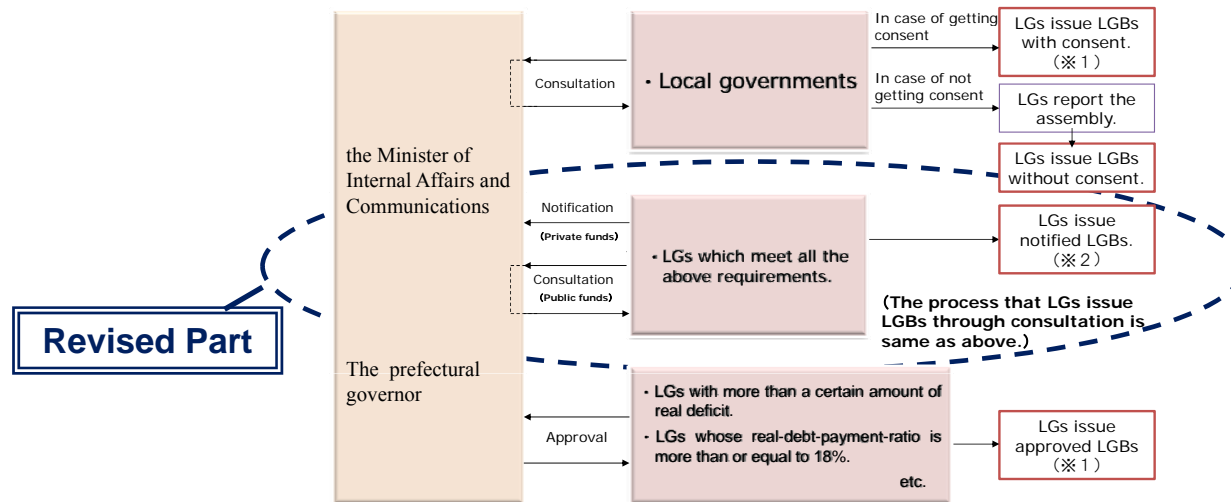 the Minister of
Internal Affairs and
Communications
The prefectural
governor
Consultation
・Local governments
In case of getting
consent
LGs issue LGBs
with consent.
(※1)
In case of not
getting consent
LGs report the
assembly.
LGs issue LGBs
without consent.
Notification
(Private funds)
Consultation
(Public funds)
・LGs which meet all the
above requirements.
LGs issue
notified LGBs.
(※2)
(The process that LGs issue
LGBs through consultation is
same as above.)
Revised Part
Approval
・LGs with more than a certain amount of
real deficit.
・LGs whose real-debt-payment-ratio is
more than or equal to 18%.
etc.
LGs issue
approved LGBs
(※1)